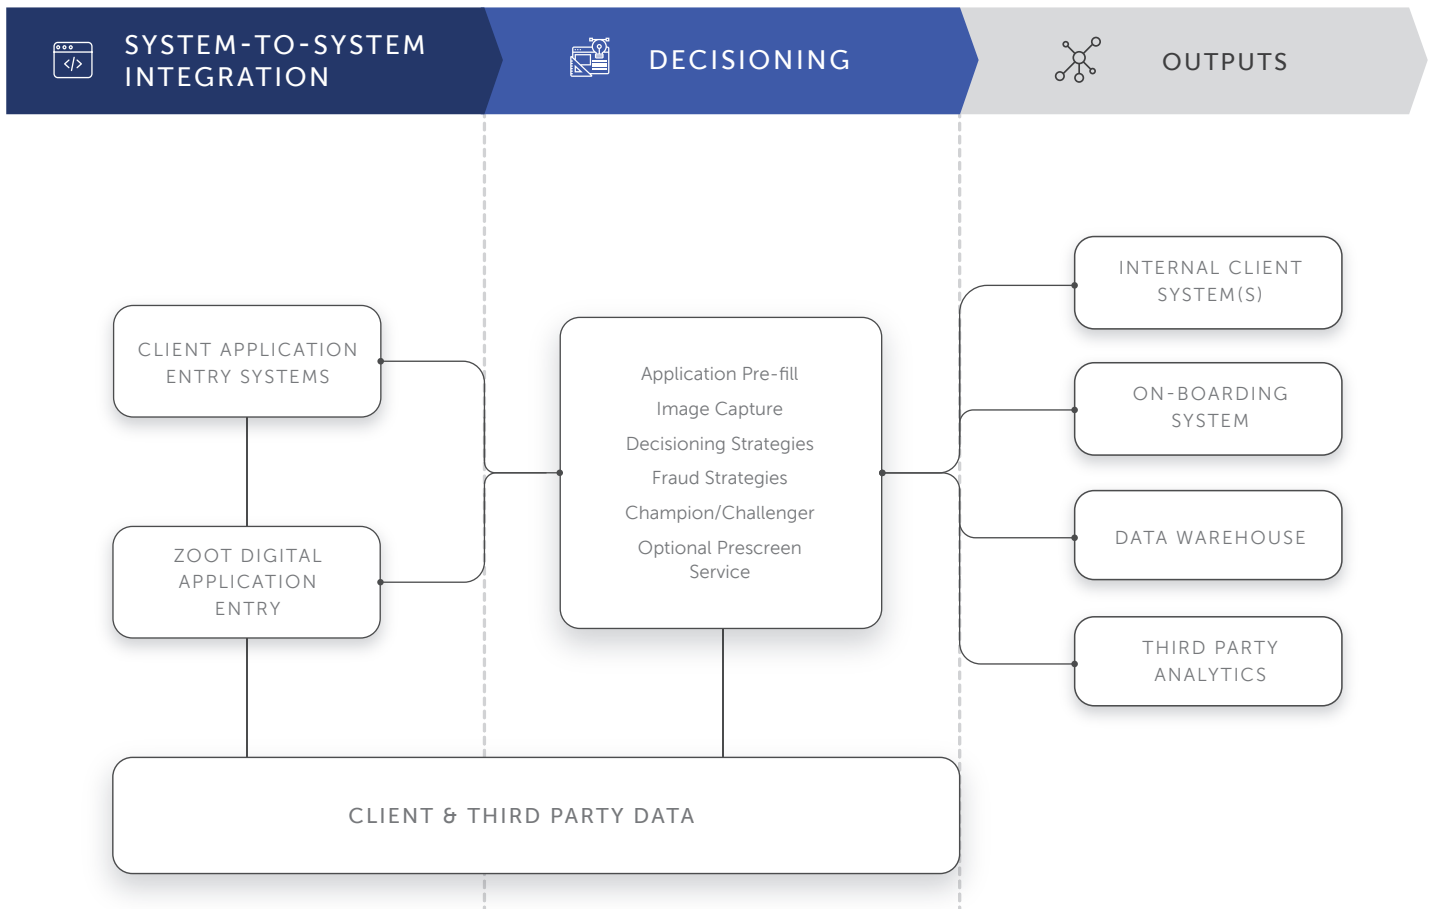 SYSTEM-TO-SYSTEM
INTEGRATION
DECISIONING
OUTPUTS
CLIENT APPLICATION
ENTRY SYSTEMS
ZOOT DIGITAL
APPLICATION
ENTRY
Application Pre-fill
Image Capture
Decisioning Strategies
Fraud Strategies
Champion/Challenger
Optional Prescreen
Service
INTERNAL CLIENT
SYSTEM(S)
ON-BOARDING
SYSTEM
DATA WAREHOUSE
THIRD PARTY
ANALYTICS
CLIENT & THIRD PARTY DATA